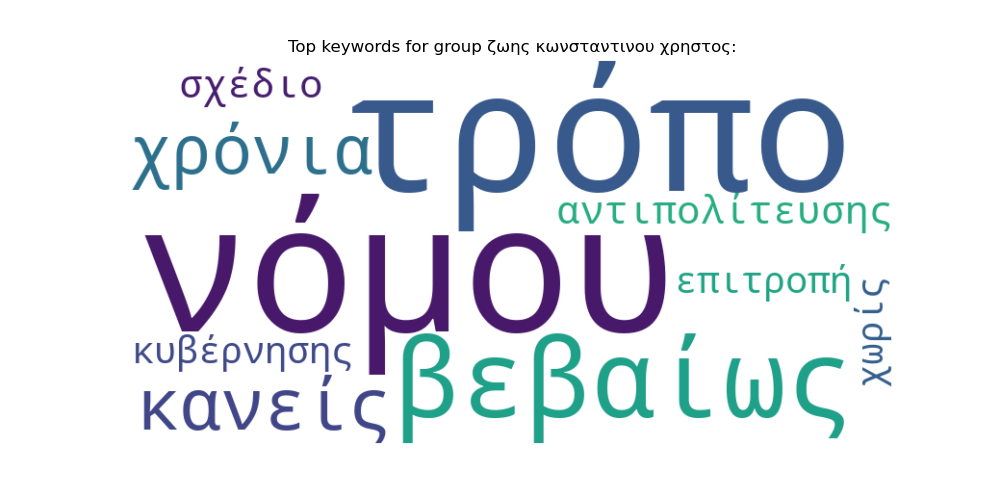 Top keywords for group ζωης κωνσταντινου χρηστος:
σχέδιο
τρόπο
χρόνια
αντιπολίτευσης
νόμου
επιτροπή
χωρίς
κυβέρνησης
βεβαίως
κανείς